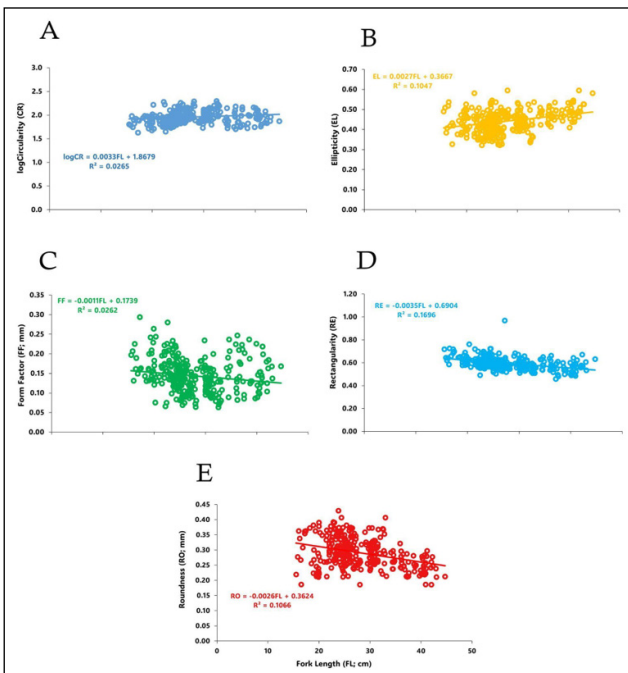 A
3.0
2.5
2.0
1.5
1.0
0.5
0.0
logCircularity (CR)
logCR = 0.0033FL + 1.8679
R² = 0.0265
B
0.70
0.60
0.50
0.40
0.30
0.20
0.10
0.00
Ellipticity (EL)
EL = 0.0027FL + 0.3667
R² = 0.1047
C
0.35
0.30
0.25
0.20
0.15
0.10
0.05
0.00
Form Factor (FF; mm)
FF = -0.0011FL + 0.1739
R² = 0.0262
D
1.20
1.00
0.80
0.60
0.40
0.20
0.00
Rectangularity (RE)
RE = -0.0035FL + 0.6904
R² = 0.1696
E
0.45
0.40
0.35
0.30
0.25
0.20
0.15
0.10
0.05
0.00
Roundness (RO; mm)
RO = -0.0026FL + 0.3624
R² = 0.1066
0 10 20 30 40 50
Fork Length (FL; cm)